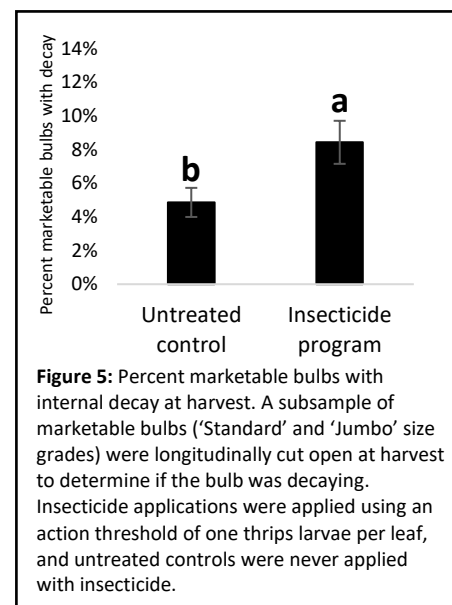 Percent marketable bulbs with decay
14%
12%
10%
8%
6%
4%
2%
0%
b
a
Untreated
control
Insecticide
program
Figure 5: Percent marketable bulbs with
internal decay at harvest. A subsample of
marketable bulbs (‘Standard’ and ‘Jumbo’ size
grades) were longitudinally cut open at harvest
to determine if the bulb was decaying.
Insecticide applications were applied using an
action threshold of one thrips larvae per leaf,
and untreated controls were never applied
with insecticide.